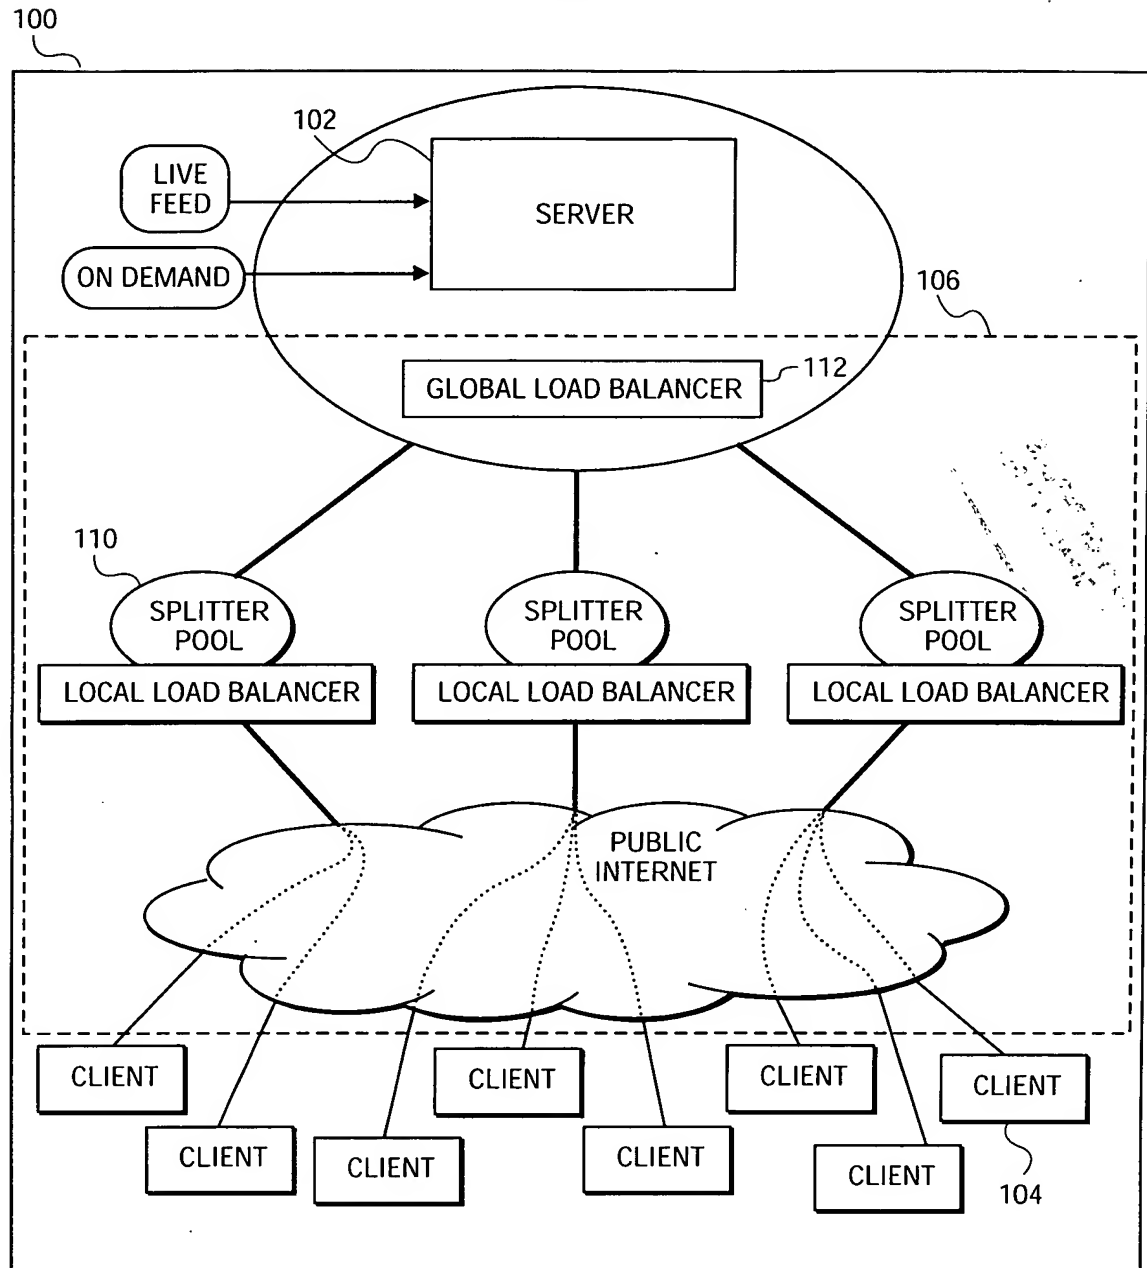 100
102
LIVE
FEED
SERVER
ON DEMAND
106
GLOBAL LOAD BALANCER
112
110
SPLITTER
POOL
SPLITTER
POOL
SPLITTER
POOL
LOCAL LOAD BALANCER
LOCAL LOAD BALANCER
LOCAL LOAD BALANCER
PUBLIC
INTERNET
CLIENT
CLIENT
CLIENT
CLIENT
CLIENT
CLIENT
CLIENT
CLIENT
104